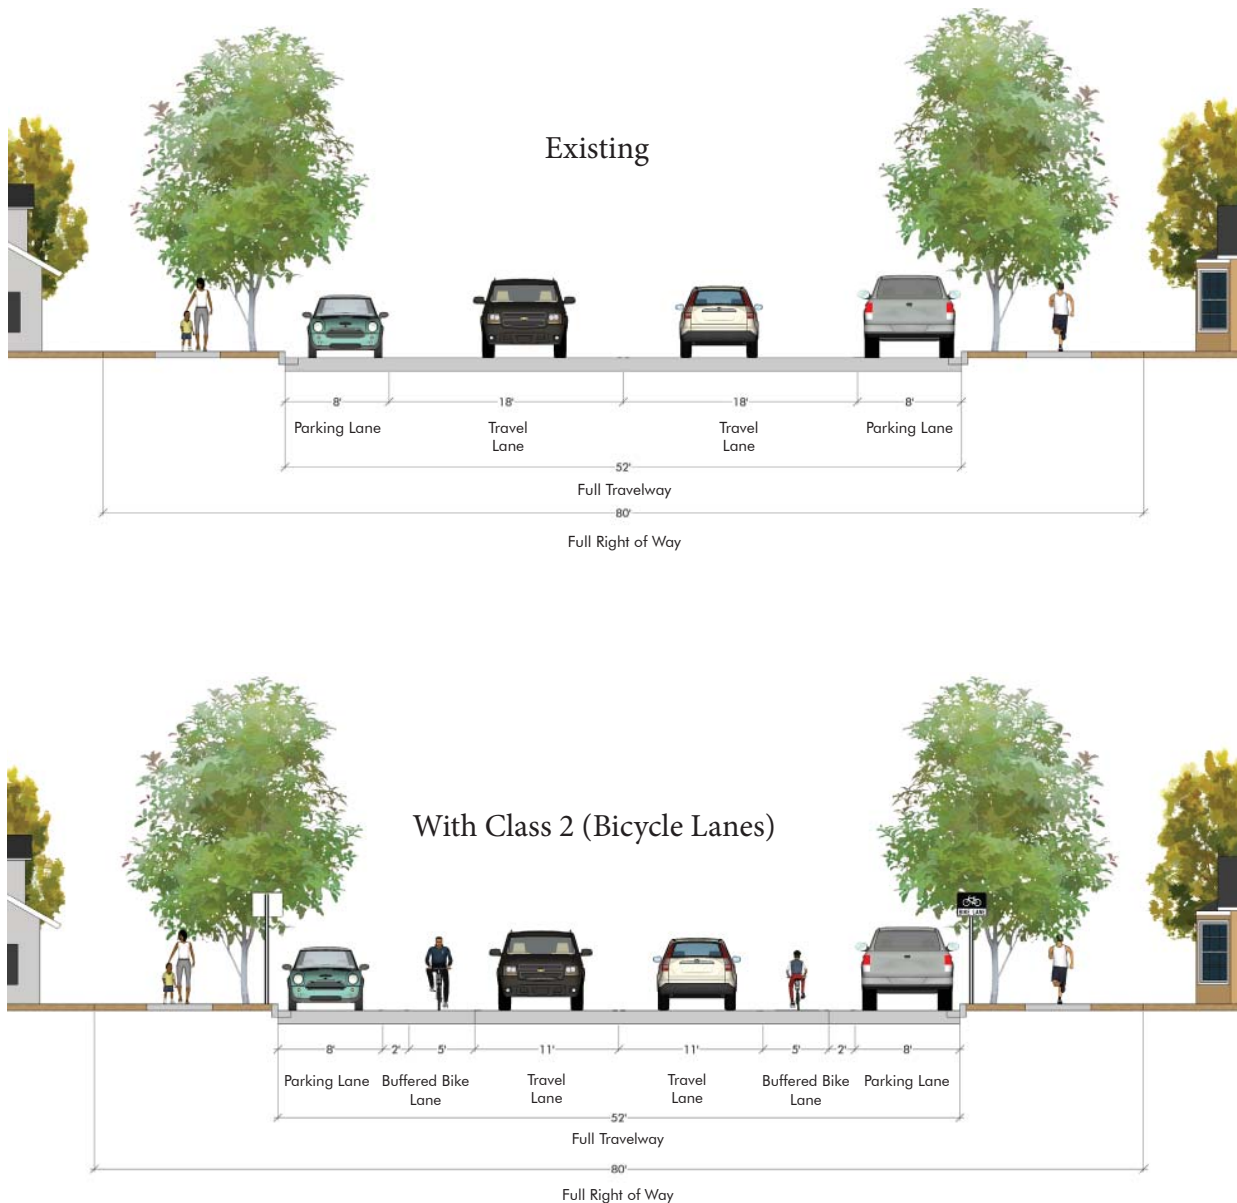 Existing
8' 18' 18' 8'
Parking Lane Travel Lane Travel Lane Parking Lane
52'
Full Travelway
80'
Full Right of Way
With Class 2 (Bicycle Lanes)
BIKE LANE
8' 2' 5' 11' 11' 5' 2' 8'
Parking Lane Buffered Bike Lane Travel Lane Travel Lane Buffered Bike Lane Parking Lane
52'
Full Travelway
80'
Full Right of Way